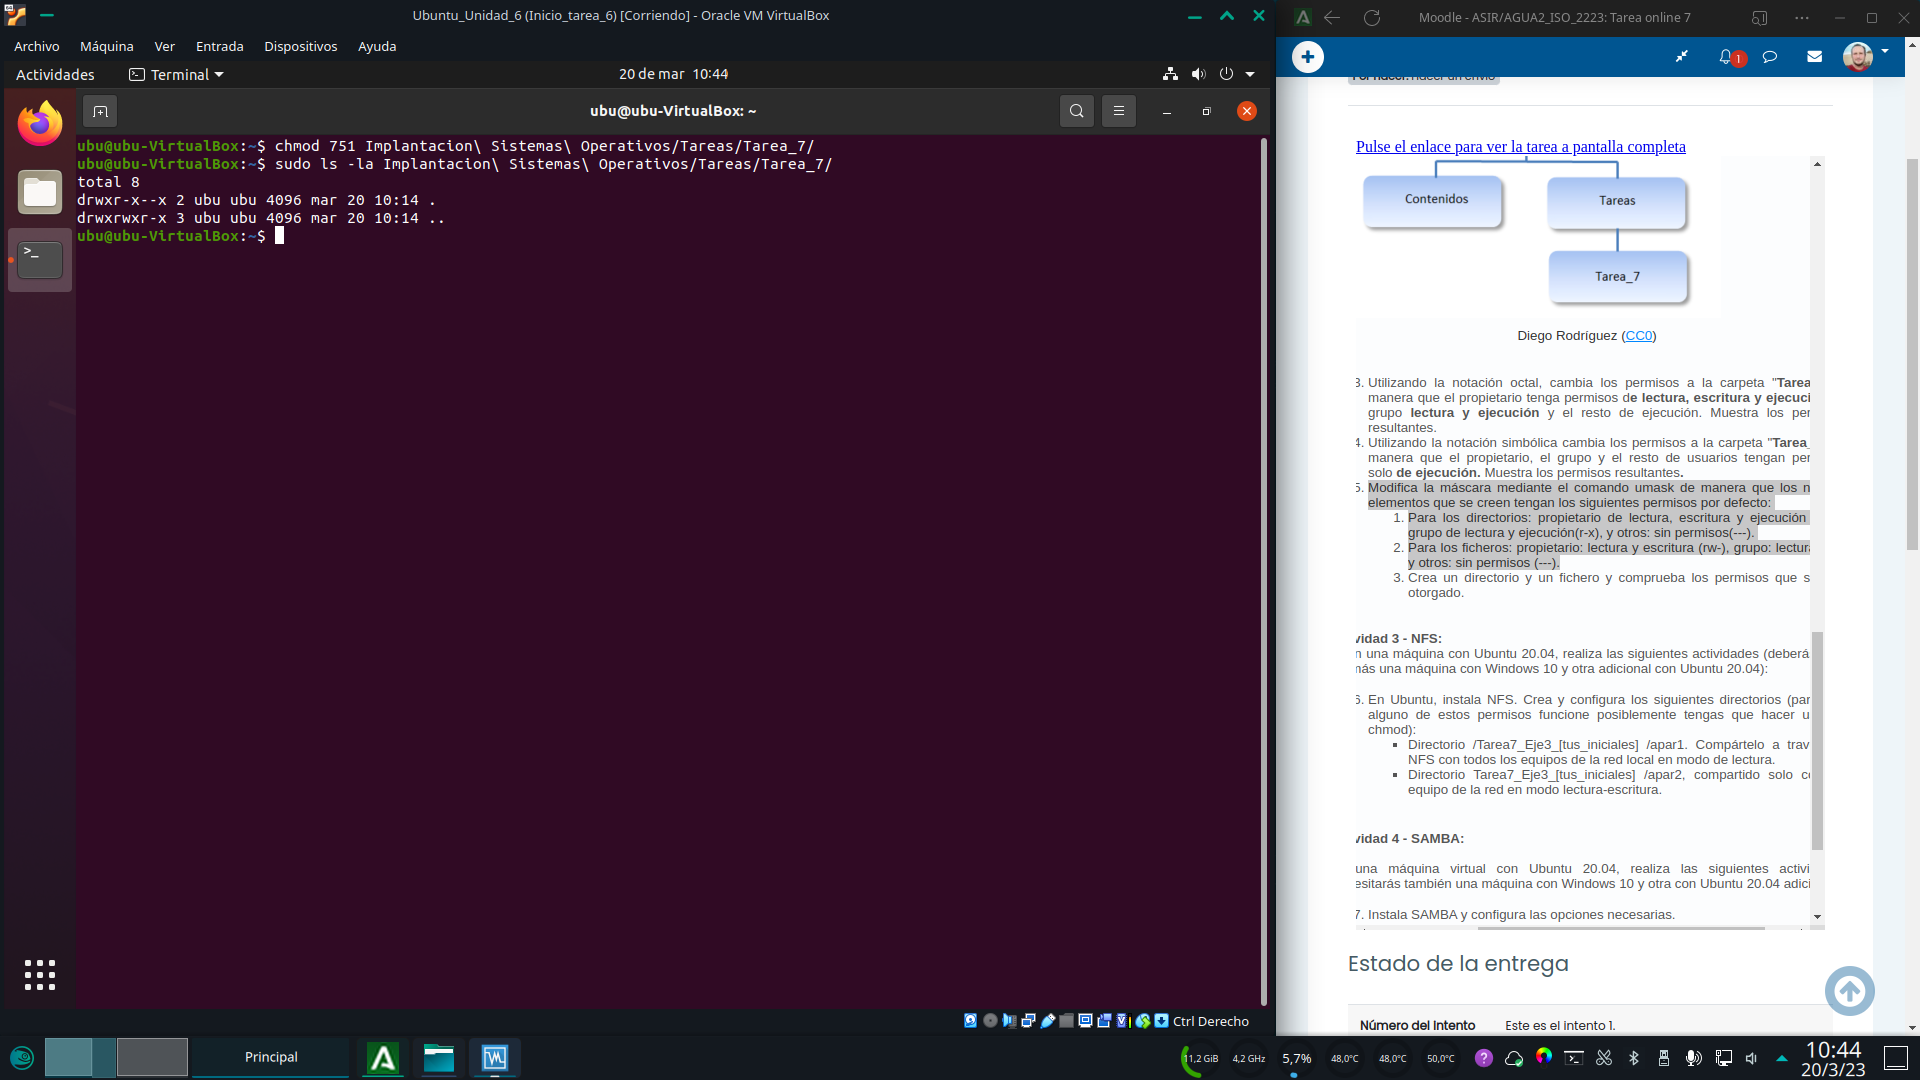 Ubuntu_Unidad_6 (Inicio_tarea_6) [Corriendo] - Oracle VM VirtualBox
Archivo Máquina Ver Entrada Dispositivos Ayuda
Actividades Terminal 20 de mar 10:44
ubu@ubu-VirtualBox: ~
ubu@ubu-VirtualBox:~$ chmod 751 Implantacion\ Sistemas\ Operativos/Tareas/Tarea_7/
ubu@ubu-VirtualBox:~$ sudo ls -la Implantacion\ Sistemas\ Operativos/Tareas/Tarea_7/
total 8
drwxr-x--x 2 ubu ubu 4096 mar 20 10:14 .
drwxrwxr-x 3 ubu ubu 4096 mar 20 10:14 ..
ubu@ubu-VirtualBox:~$
Ctrl Derecho
Moodle - ASIR/AGUA2_ISO_2223: Tarea online 7
1
Pulse el enlace para ver la tarea a pantalla completa
Contenidos
Tareas
Tarea_7
Diego Rodríguez (CC0)
3. Utilizando la notación octal, cambia los permisos a la carpeta "Tarea
manera que el propietario tenga permisos de lectura, escritura y ejecuci
grupo lectura y ejecución y el resto de ejecución. Muestra los per
resultantes.
4. Utilizando la notación simbólica cambia los permisos a la carpeta "Tarea_
manera que el propietario, el grupo y el resto de usuarios tengan per
solo de ejecución. Muestra los permisos resultantes.
5. Modifica la máscara mediante el comando umask de manera que los n
elementos que se creen tengan los siguientes permisos por defecto:
1. Para los directorios: propietario de lectura, escritura y ejecución
grupo de lectura y ejecución(r-x), y otros: sin permisos(---).
2. Para los ficheros: propietario: lectura y escritura (rw-), grupo: lectura
y otros: sin permisos (---).
3. Crea un directorio y un fichero y comprueba los permisos que s
otorgado.
vidad 3 - NFS:
n una máquina con Ubuntu 20.04, realiza las siguientes actividades (deberá
más una máquina con Windows 10 y otra adicional con Ubuntu 20.04):
6. En Ubuntu, instala NFS. Crea y configura los siguientes directorios (par
alguno de estos permisos funcione posiblemente tengas que hacer u
chmod):
▪ Directorio /Tarea7_Eje3_[tus_iniciales] /apar1. Compártelo a trav
NFS con todos los equipos de la red local en modo de lectura.
▪ Directorio Tarea7_Eje3_[tus_iniciales] /apar2, compartido solo co
equipo de la red en modo lectura-escritura.
vidad 4 - SAMBA:
una máquina virtual con Ubuntu 20.04, realiza las siguientes activi
esitarás también una máquina con Windows 10 y otra con Ubuntu 20.04 adici
7. Instala SAMBA y configura las opciones necesarias.
Estado de la entrega
Número del Intento Este es el intento 1.
Principal
11,2 GiB 4,2 GHz 5,7% 48,0°C 48,0°C 50,0°C
10:44
20/3/23